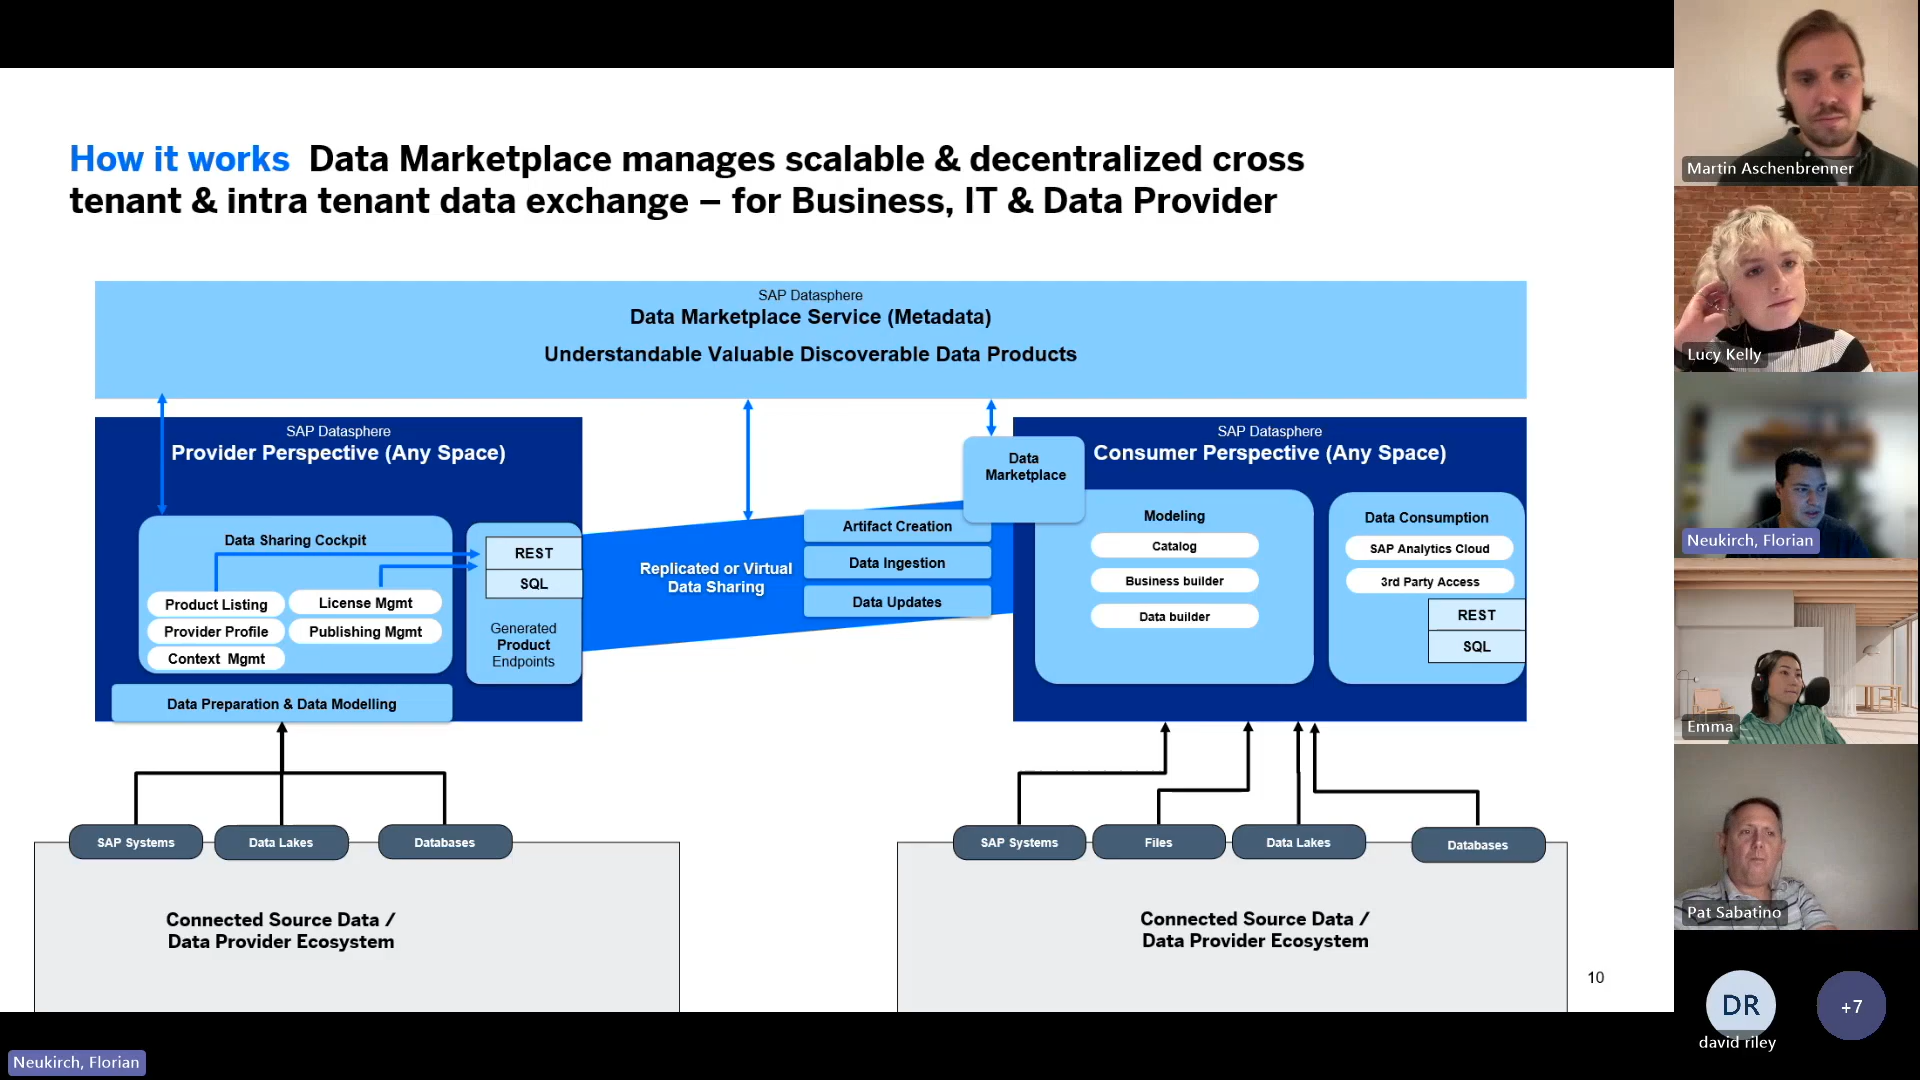 How it works Data Marketplace manages scalable & decentralized cross
tenant & intra tenant data exchange – for Business, IT & Data Provider
SAP Datasphere
Data Marketplace Service (Metadata)
Understandable Valuable Discoverable Data Products
SAP Datasphere
Provider Perspective (Any Space)
Data Sharing Cockpit
Product Listing
License Mgmt
Provider Profile
Publishing Mgmt
Context Mgmt
REST
SQL
Generated
Product
Endpoints
Data Preparation & Data Modelling
Replicated or Virtual
Data Sharing
Artifact Creation
Data Ingestion
Data Updates
Data
Marketplace
SAP Datasphere
Consumer Perspective (Any Space)
Modeling
Catalog
Business builder
Data builder
Data Consumption
SAP Analytics Cloud
3rd Party Access
REST
SQL
SAP Systems
Data Lakes
Databases
Connected Source Data /
Data Provider Ecosystem
SAP Systems
Files
Data Lakes
Databases
Connected Source Data /
Data Provider Ecosystem
10
Martin Aschenbrenner
Lucy Kelly
Neukirch, Florian
Emma
Pat Sabatino
DR
david riley
+7
Neukirch, Florian